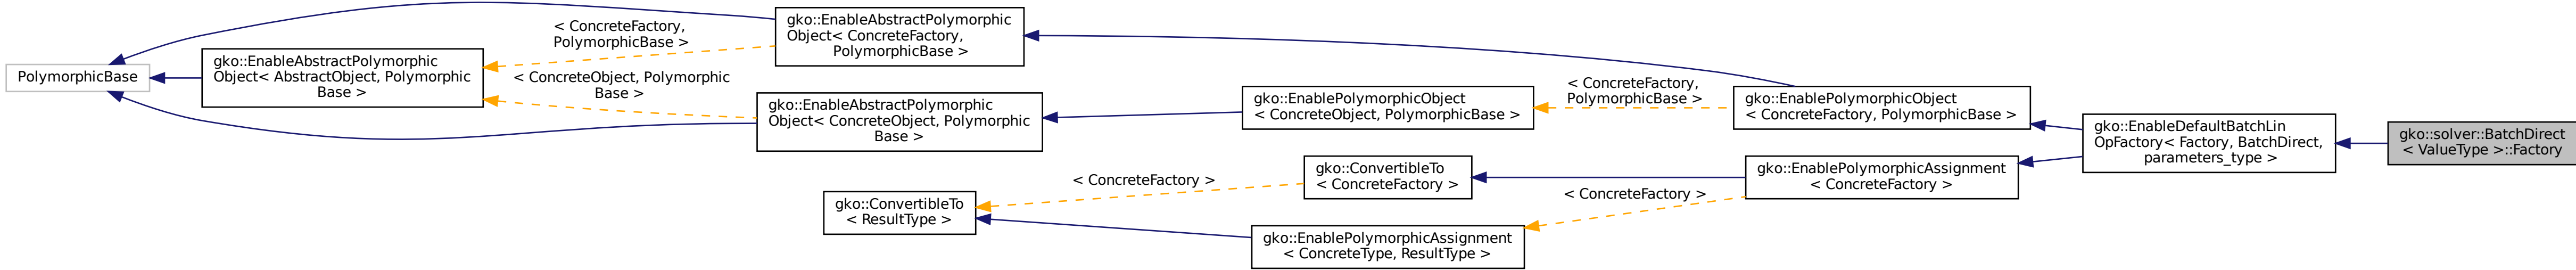 PolymorphicBase
gko::EnableAbstractPolymorphic
Object< AbstractObject, Polymorphic
Base >
< ConcreteFactory,
PolymorphicBase >
< ConcreteObject, Polymorphic
Base >
gko::EnableAbstractPolymorphic
Object< ConcreteFactory,
PolymorphicBase >
gko::EnableAbstractPolymorphic
Object< ConcreteObject, Polymorphic
Base >
gko::ConvertibleTo
< ResultType >
< ConcreteFactory >
gko::EnablePolymorphicObject
< ConcreteObject, PolymorphicBase >
gko::ConvertibleTo
< ConcreteFactory >
gko::EnablePolymorphicAssignment
< ConcreteType, ResultType >
< ConcreteFactory,
PolymorphicBase >
< ConcreteFactory >
gko::EnablePolymorphicObject
< ConcreteFactory, PolymorphicBase >
gko::EnablePolymorphicAssignment
< ConcreteFactory >
gko::EnableDefaultBatchLin
OpFactory< Factory, BatchDirect,
parameters_type >
gko::solver::BatchDirect
< ValueType >::Factory